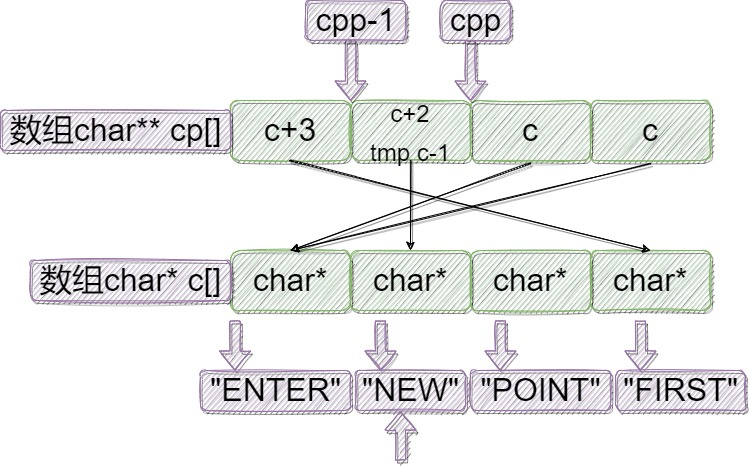 cpp-1
cpp
数组char** cp[]
c+3
c+2
tmp c-1
c
c
数组char* c[]
char*
char*
char*
char*
"ENTER"
"NEW"
"POINT"
"FIRST"